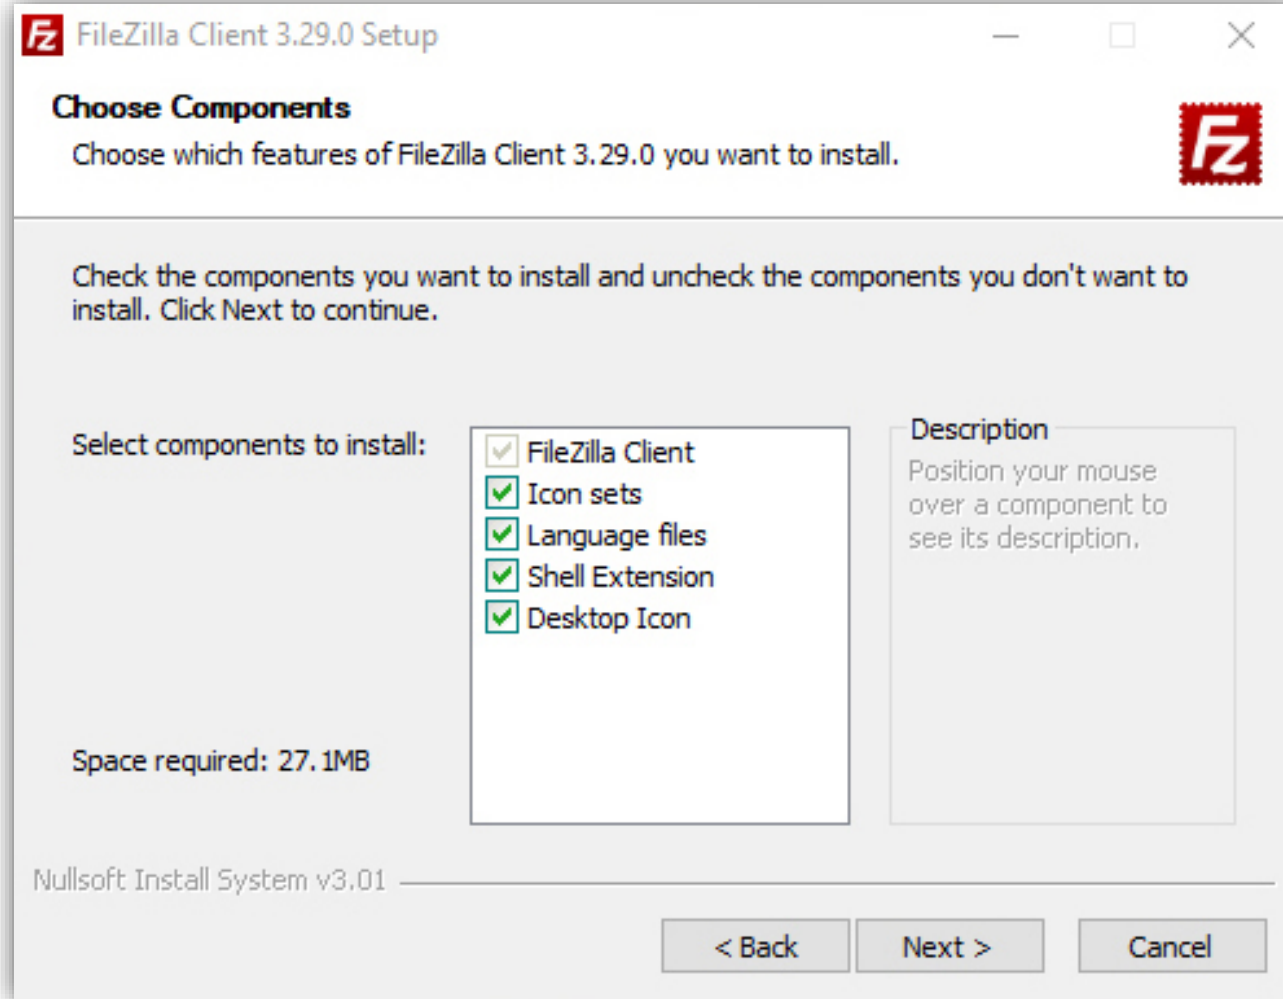 FileZilla Client 3.29.0 Setup
Choose Components
Choose which features of FileZilla Client 3.29.0 you want to install.
Fz
Check the components you want to install and uncheck the components you don't want to
install. Click Next to continue.
Select components to install:
FileZilla Client
Icon sets
Language files
Shell Extension
Desktop Icon
Description
Position your mouse
over a component to
see its description.
Space required: 27.1MB
Nullsoft Install System v3.01
< Back
Next >
Cancel